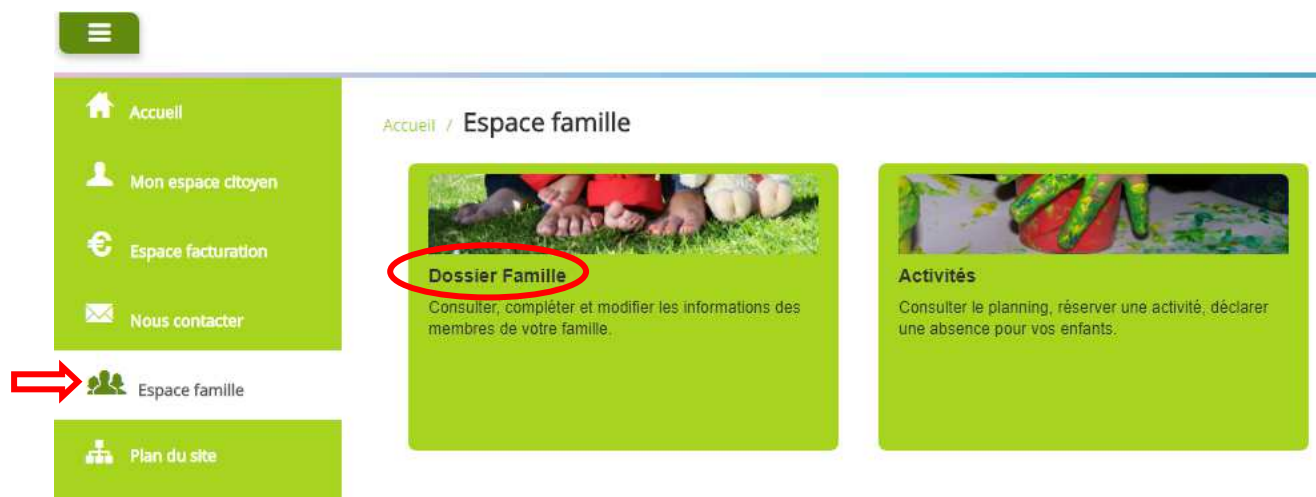 Accueil
Mon espace citoyen
Espace facturation
Nous contacter
Espace famille
Plan du site
Accueil / Espace famille
Dossier Famille
Consulter, compléter et modifier les informations des
membres de votre famille.
Activités
Consulter le planning, réserver une activité, déclarer
une absence pour vos enfants.